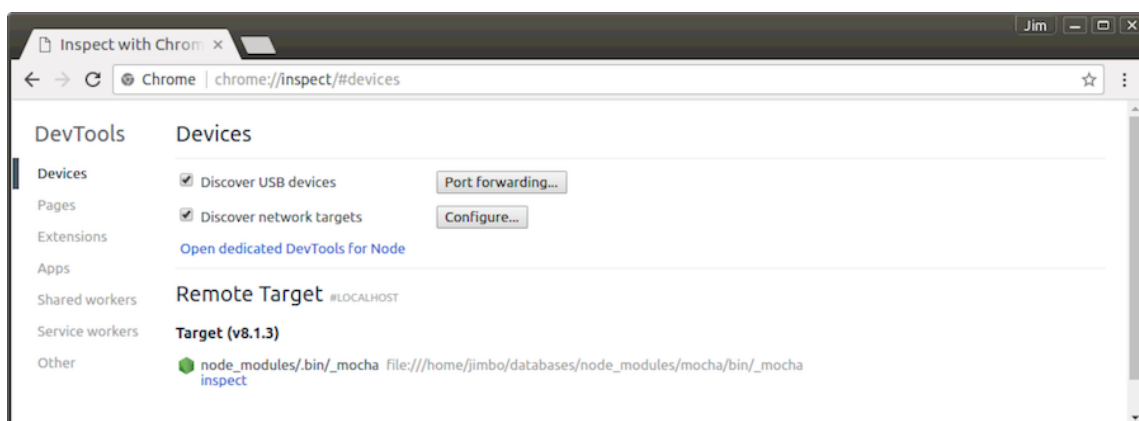 Jim
Inspect with Chrom
Chrome | chrome://inspect/#devices
DevTools
Devices
Pages
Extensions
Apps
Shared workers
Service workers
Other
Devices
Discover USB devices Port forwarding...
Discover network targets Configure...
Open dedicated DevTools for Node
Remote Target #LOCALHOST
Target (v8.1.3)
node_modules/.bin/_mocha file:///home/jimbo/databases/node_modules/mocha/bin/_mocha
inspect